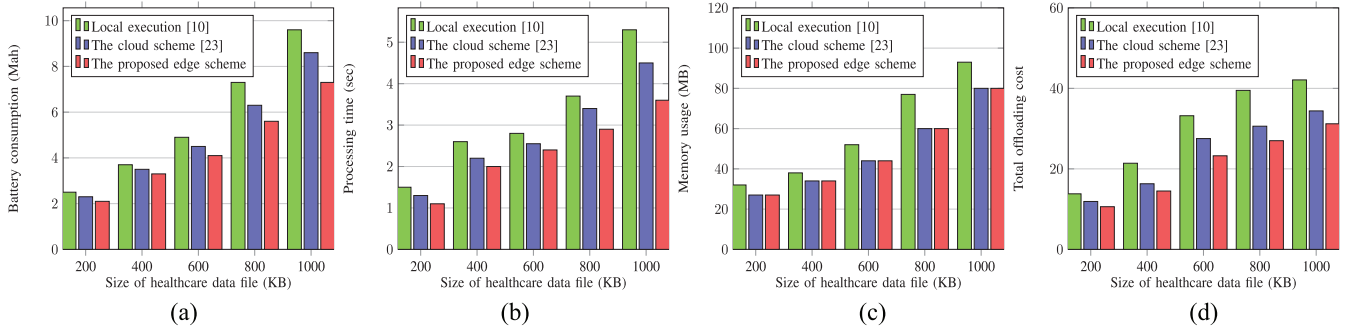 Local execution [10]
The cloud scheme [23]
The proposed edge scheme
Battery consumption (Mah)
10
8
6
4
2
0
200 400 600 800 1000
Size of healthcare data file (KB)
(a)
Local execution [10]
The cloud scheme [23]
The proposed edge scheme
Processing time (sec)
5
4
3
2
1
0
200 400 600 800 1000
Size of healthcare data file (KB)
(b)
Local execution [10]
The cloud scheme [23]
The proposed edge scheme
Memory usage (MB)
120
100
80
60
40
20
0
200 400 600 800 1000
Size of healthcare data file (KB)
(c)
Local execution [10]
The cloud scheme [23]
The proposed edge scheme
Total offloading cost
60
40
20
0
200 400 600 800 1000
Size of healthcare data file (KB)
(d)